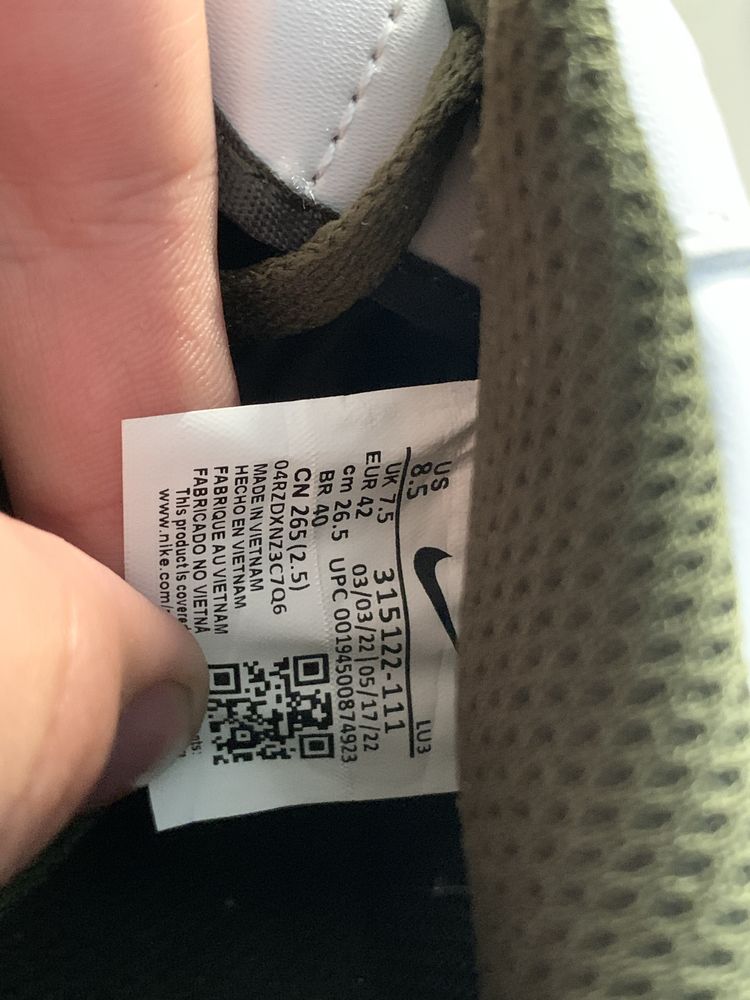 US
8.5
LU3
UK 7.5
EUR 42
cm 26.5
BR 40
315122-111
03/03/22|05/17/22
UPC 00194500874923
CN 265(2.5)
04RZDXNZ3C7Q6
MADE IN VIETNAM
HECHO EN VIETNAM
FABRIQUE AU VIETNAM
FABRICADO NO VIETNÃ
This product is covered
www.nike.com/